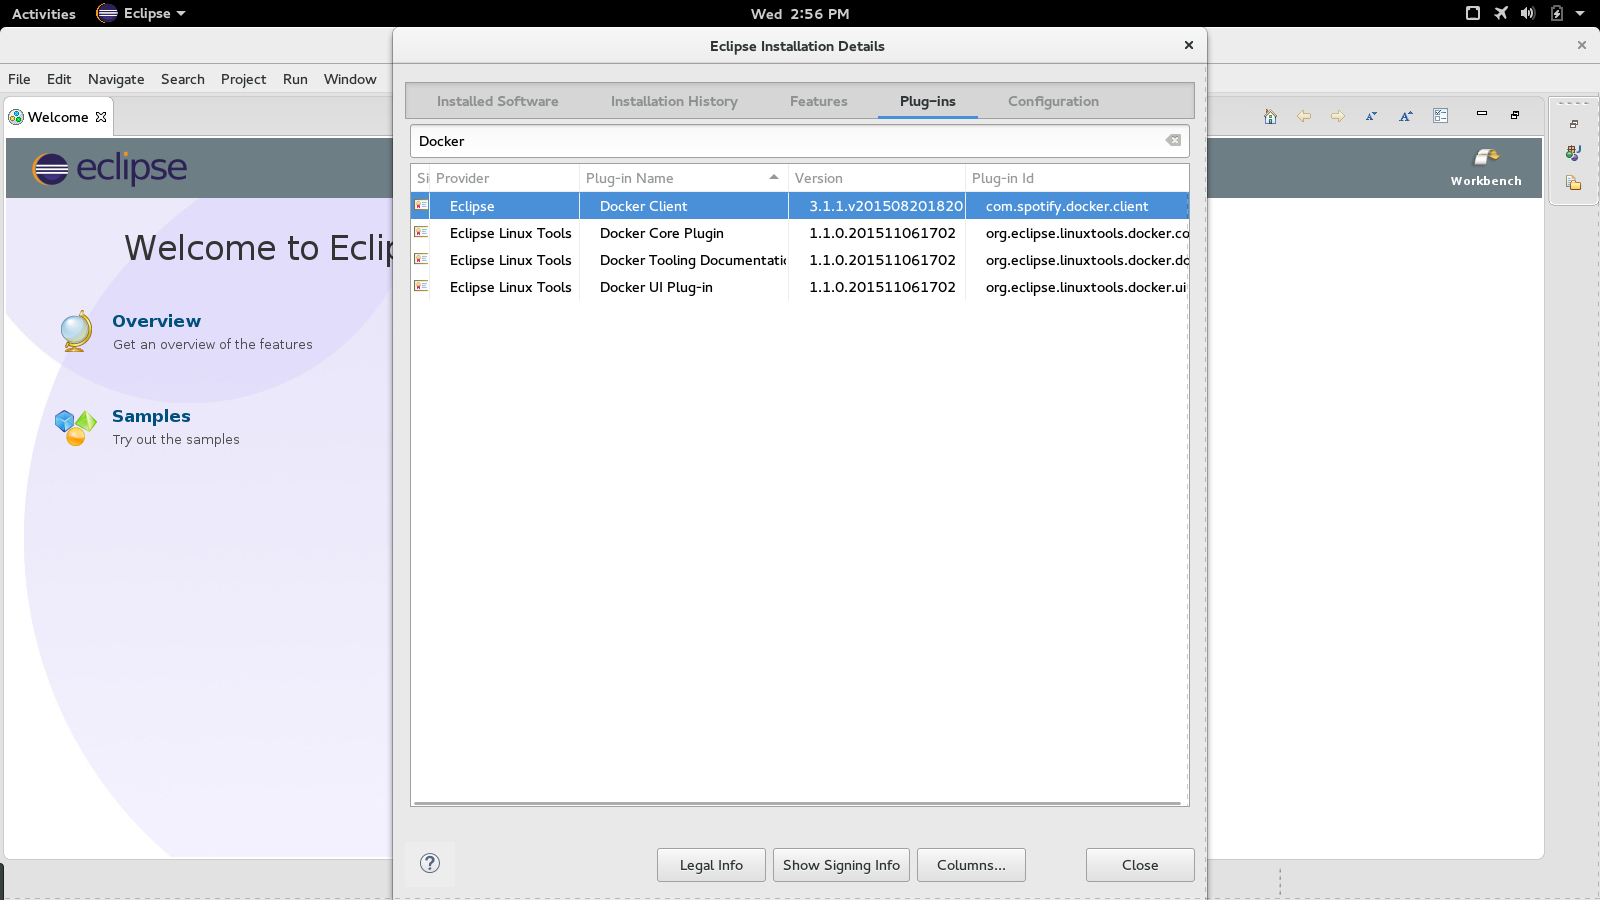 Activities Eclipse Wed 2:56 PM
Eclipse Installation Details
File Edit Navigate Search Project Run Window
Installed Software Installation History Features Plug-ins Configuration
Welcome
Docker
eclipse
Workbench
Si Provider Plug-in Name Version Plug-in Id
Eclipse Docker Client 3.1.1.v201508201820 com.spotify.docker.client
Eclipse Linux Tools Docker Core Plugin 1.1.0.201511061702 org.eclipse.linuxtools.docker.co
Eclipse Linux Tools Docker Tooling Documentatio 1.1.0.201511061702 org.eclipse.linuxtools.docker.do
Eclipse Linux Tools Docker UI Plug-in 1.1.0.201511061702 org.eclipse.linuxtools.docker.ui
Welcome to Eclip
Overview
Get an overview of the features
Samples
Try out the samples
? Legal Info Show Signing Info Columns... Close